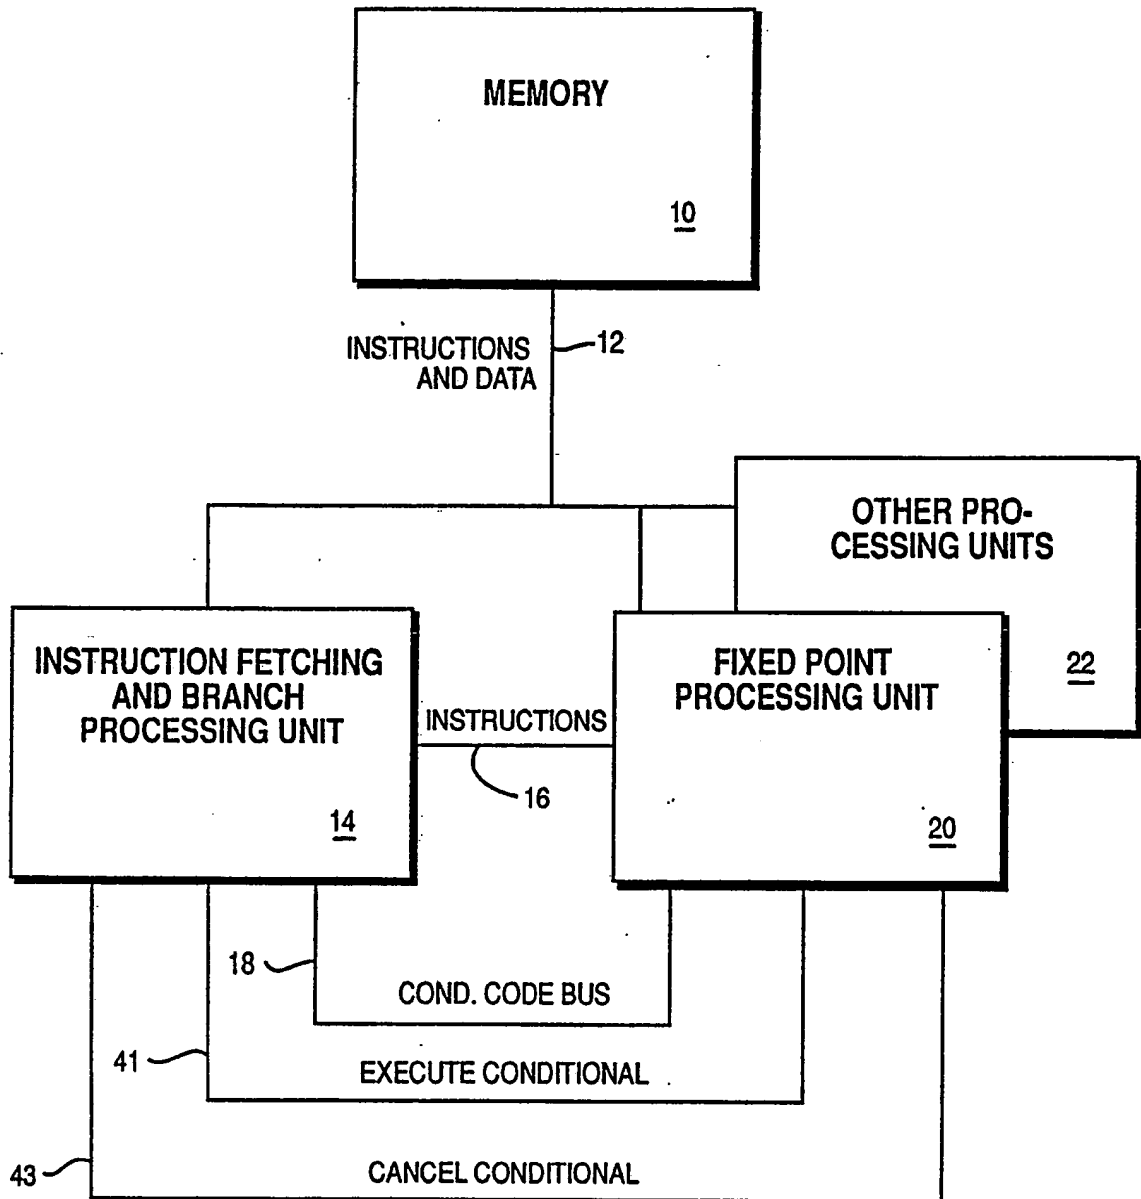 MEMORY
10
INSTRUCTIONS
AND DATA
12
OTHER PRO-
CESSING UNITS
22
INSTRUCTION FETCHING
AND BRANCH
PROCESSING UNIT
14
INSTRUCTIONS
16
FIXED POINT
PROCESSING UNIT
20
18
COND. CODE BUS
41
EXECUTE CONDITIONAL
43
CANCEL CONDITIONAL